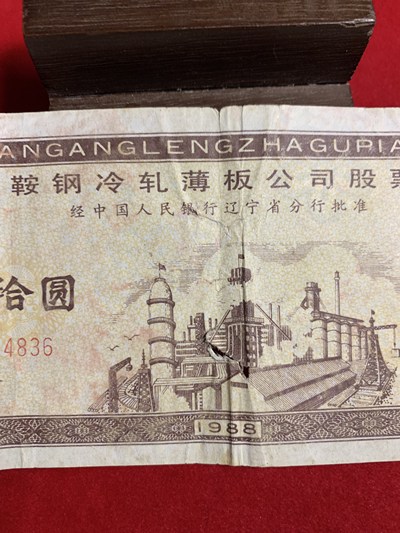 ANGANGLENGZHAGUPIA
鞍钢冷轧薄板公司股票
经中国人民银行辽宁省分行批准
拾圆
4836
1988